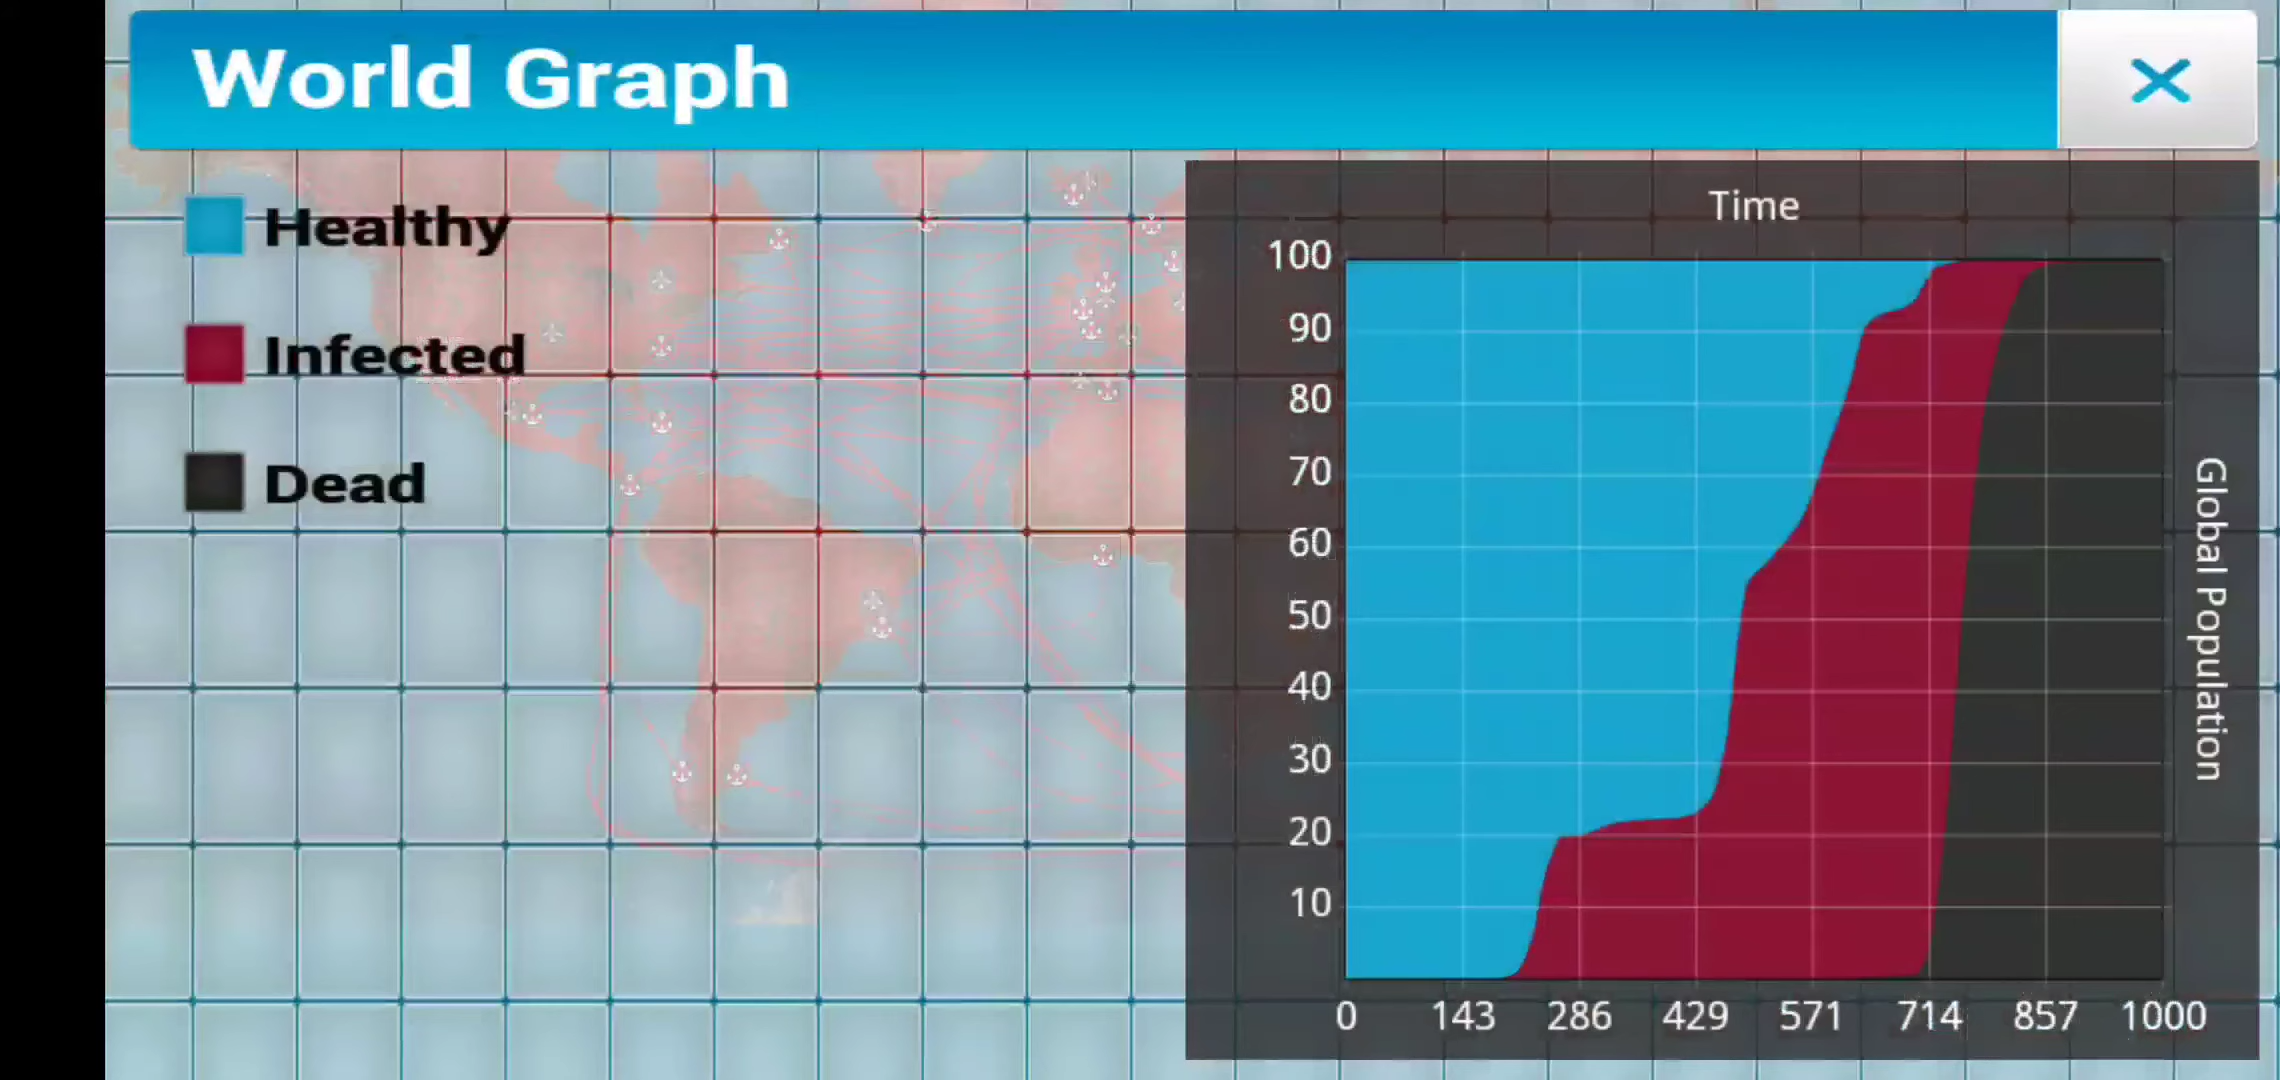 World Graph
Healthy
Infected
Dead
Time
100
90
80
70
60
50
40
30
20
10
0 143 286 429 571 714 857 1000
Global Population